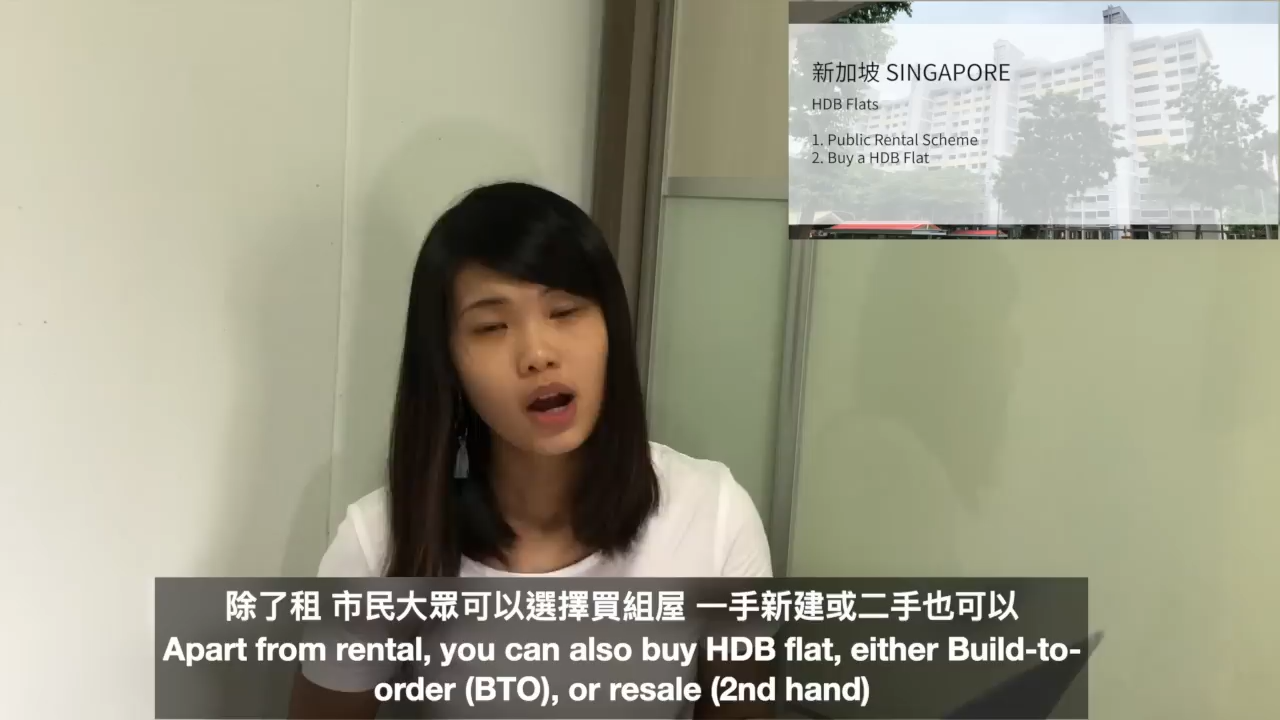 新加坡 SINGAPORE
HDB Flats
1. Public Rental Scheme
2. Buy a HDB Flat
除了租 市民大眾可以選擇買組屋 一手新建或二手也可以
Apart from rental, you can also buy HDB flat, either Build-to-
order (BTO), or resale (2nd hand)